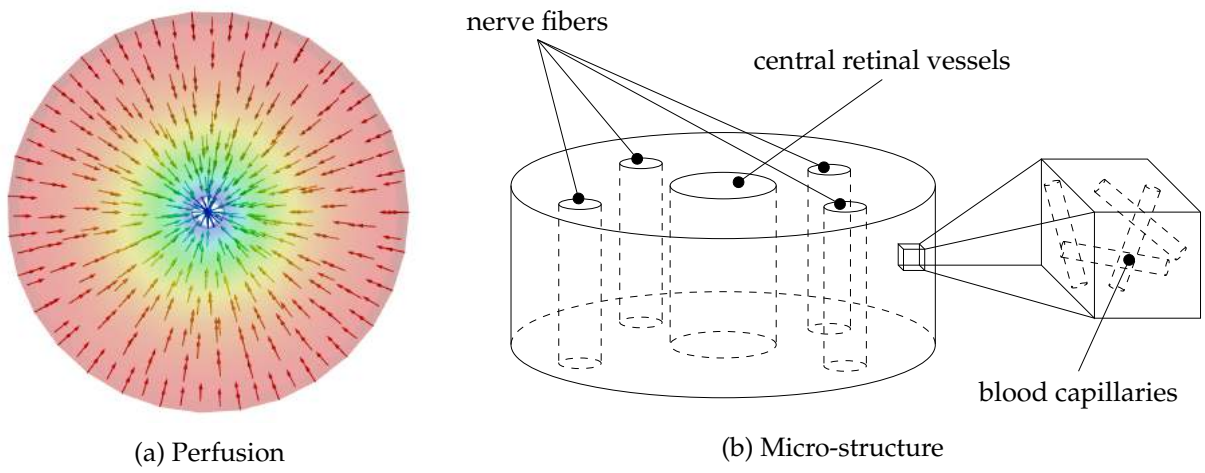 nerve fibers
central retinal vessels
blood capillaries
(a) Perfusion
(b) Micro-structure